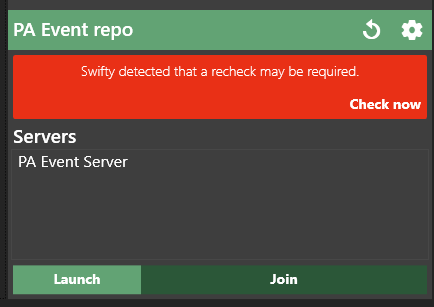 PA Event repo
Swifty detected that a recheck may be required.
Check now
Servers
PA Event Server
Launch
Join